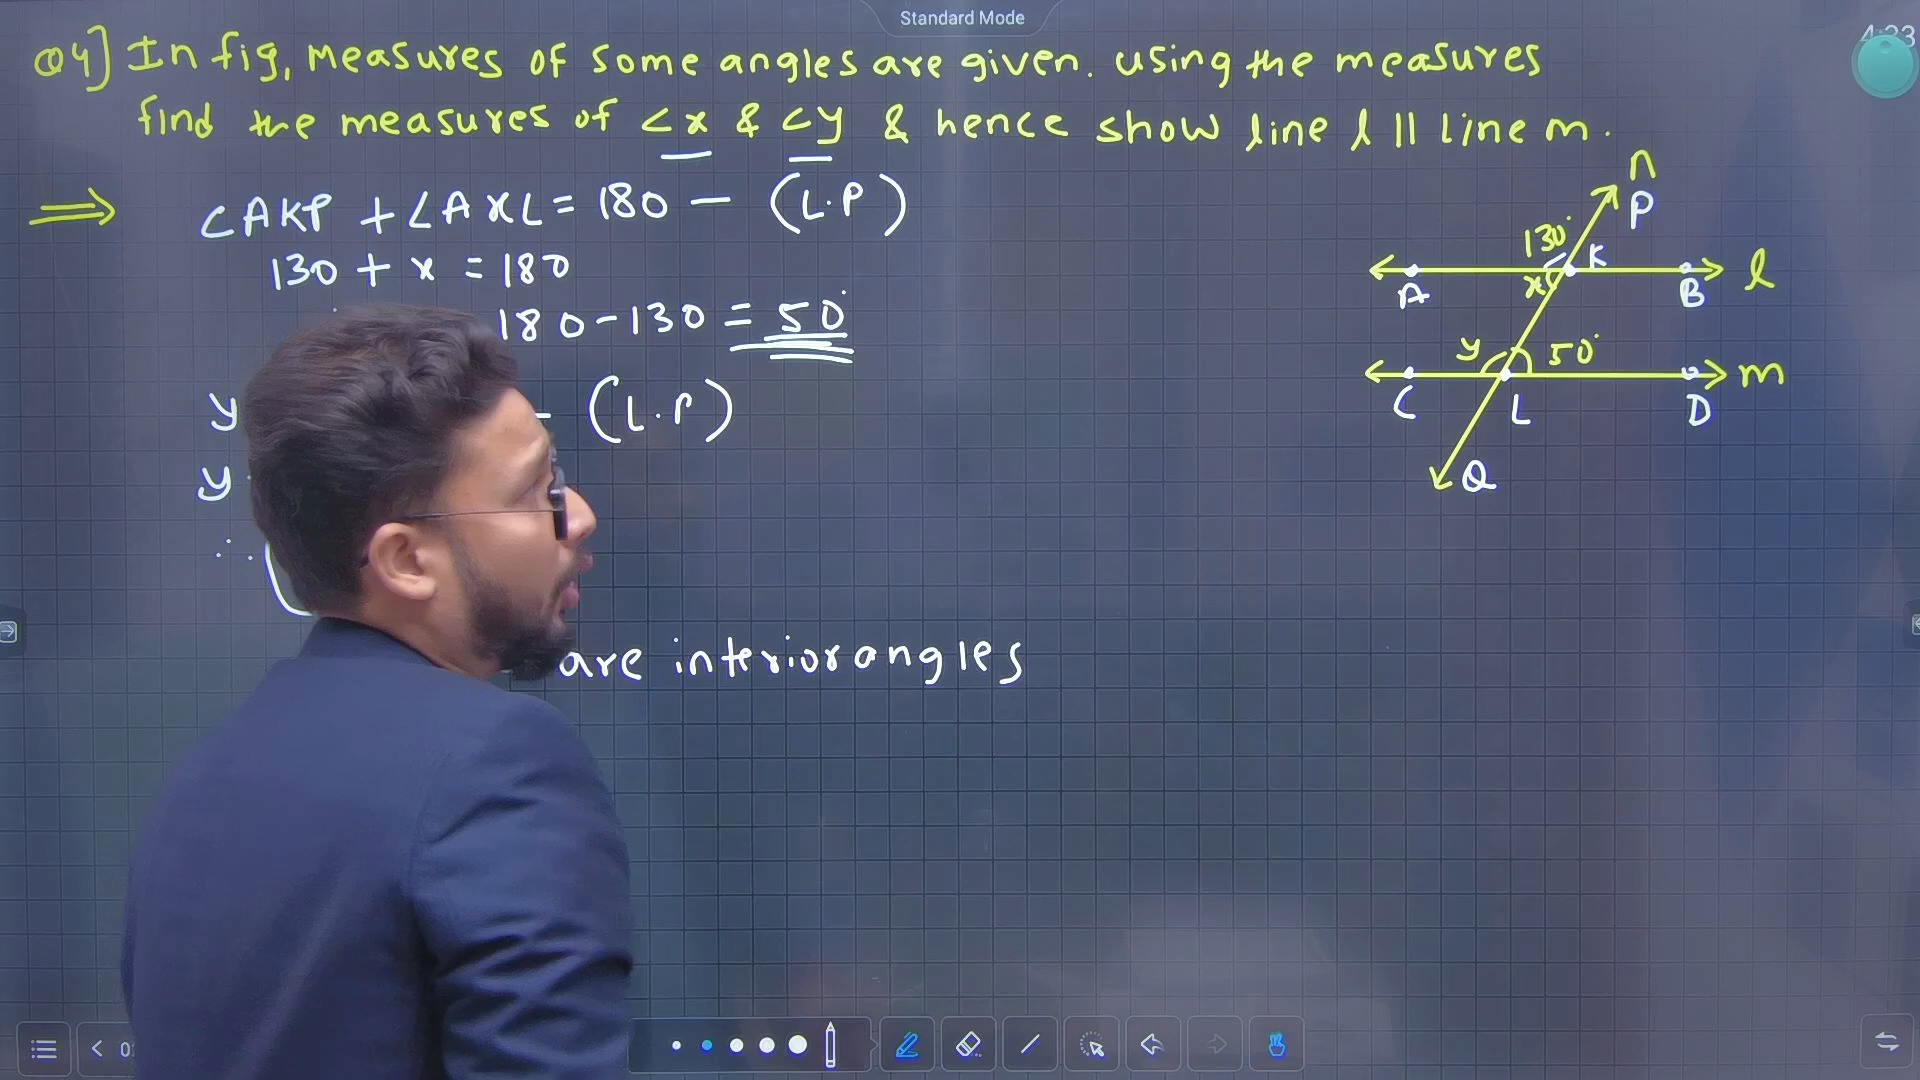 Standard Mode
Q4] In fig, measures of some angles are given. using the measures
find the measures of ∠x & ∠y & hence show line l || line m.
⇒ ∠AKP + ∠AKL = 180 — (L.P)
130 + x = 180
180 - 130 = 50°
y — (L.P)
y
∴
are interior angles
n
P
130°
K
x
A
B
l
y
50°
C
L
D
m
Q